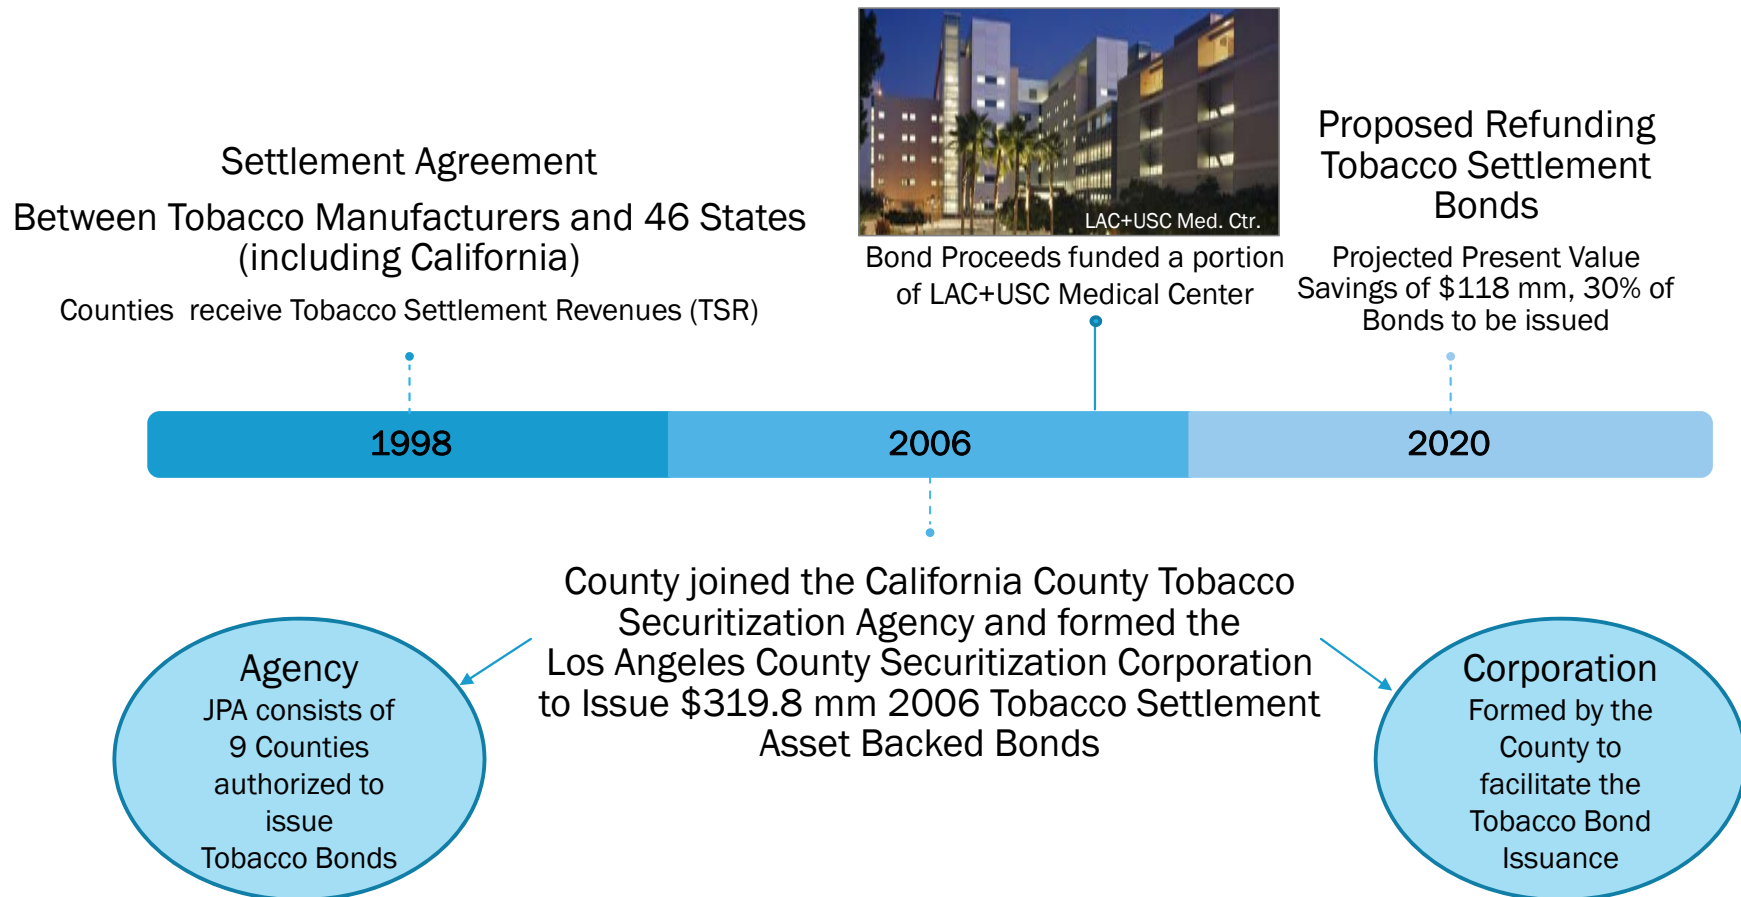 Settlement Agreement
Between Tobacco Manufacturers and 46 States
(including California)
Counties  receive Tobacco Settlement Revenues (TSR)
LAC+USC Med. Ctr.
Bond Proceeds funded a portion
of LAC+USC Medical Center
Proposed Refunding
Tobacco Settlement
Bonds
Projected Present Value
Savings of $118 mm, 30% of
Bonds to be issued
1998
2006
2020
County joined the California County Tobacco
Securitization Agency and formed the
Los Angeles County Securitization Corporation
to Issue $319.8 mm 2006 Tobacco Settlement
Asset Backed Bonds
Agency
JPA consists of
9 Counties
authorized to
issue
Tobacco Bonds
Corporation
Formed by the
County to
facilitate the
Tobacco Bond
Issuance